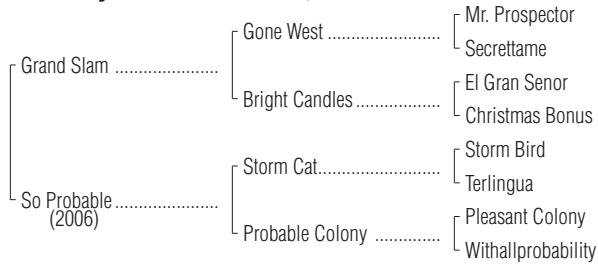 Mr. Prospector
Gone West ....................
Secrettame
Grand Slam ....................
El Gran Senor
Bright Candles ...............
Christmas Bonus
Storm Bird
Storm Cat......................
Terlingua
So Probable ....................
(2006)
Pleasant Colony
Probable Colony ............
Withallprobability